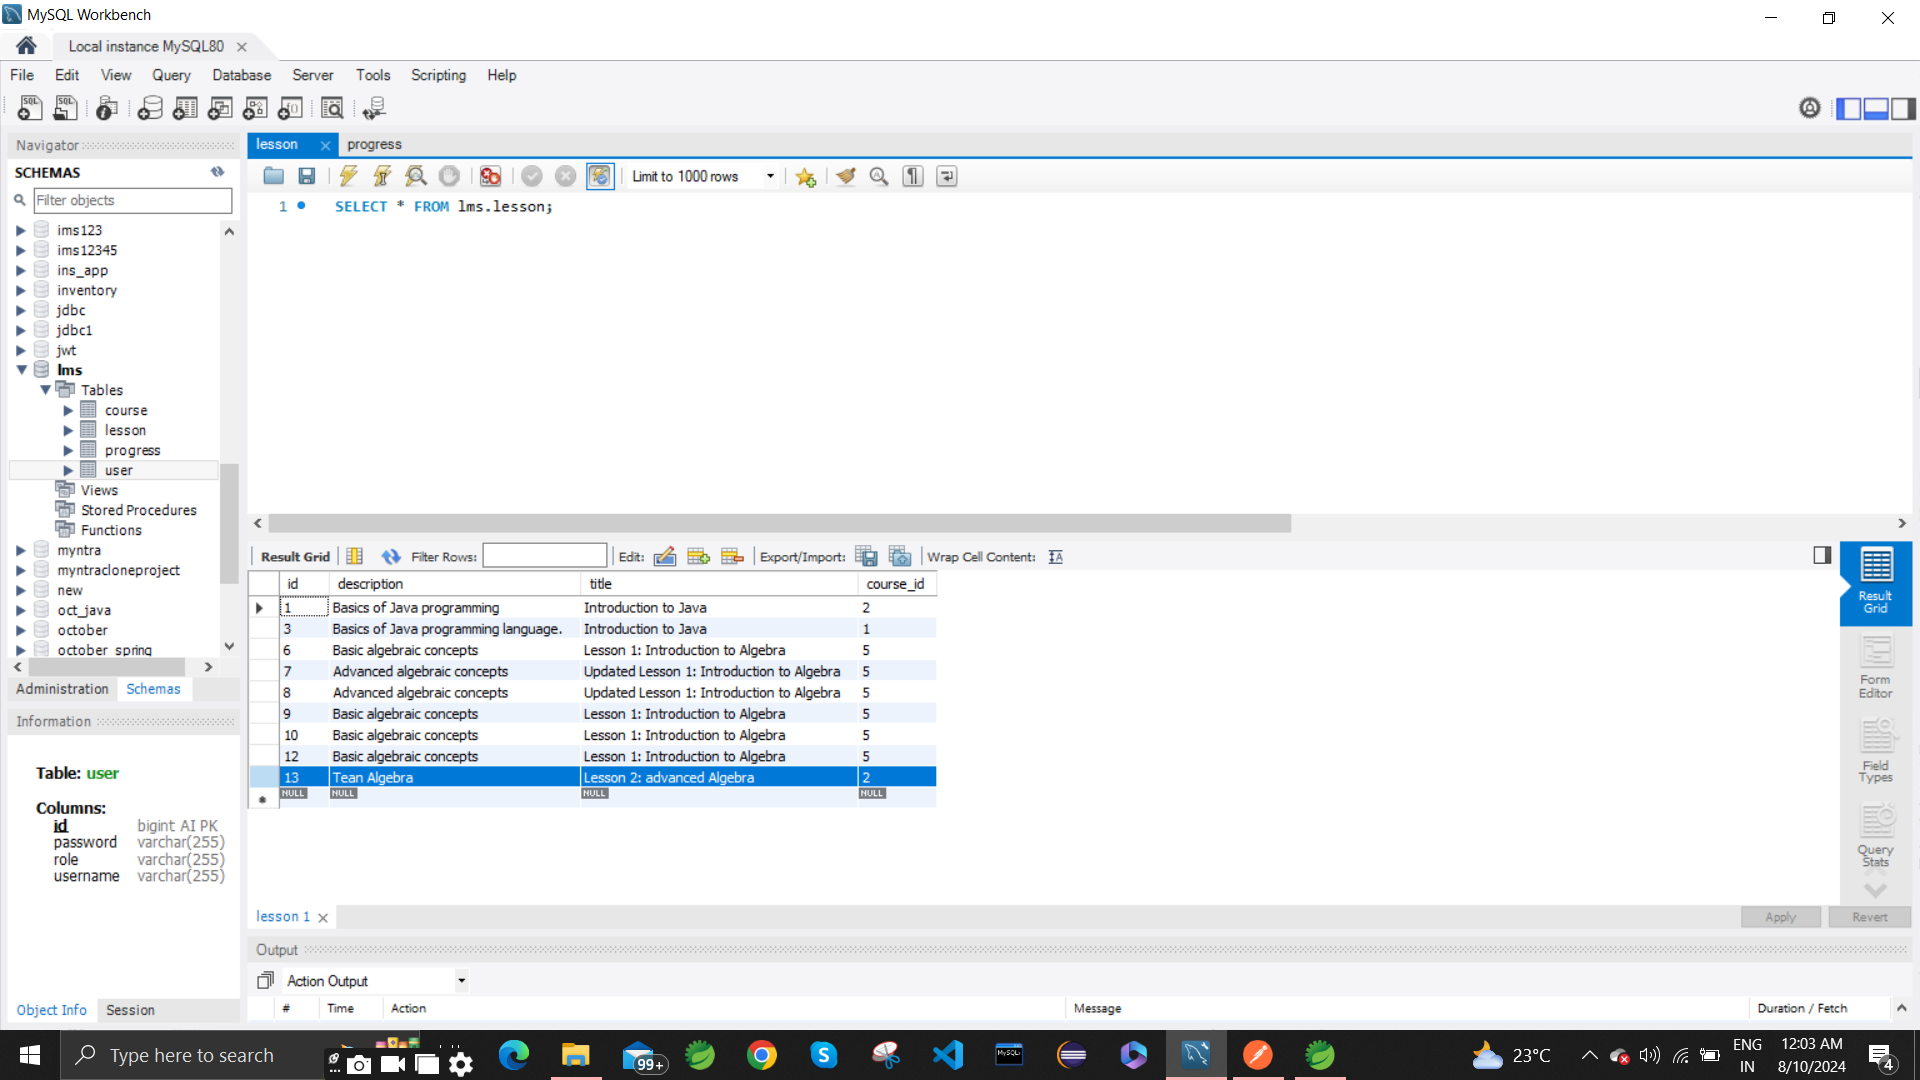 MySQL Workbench
Local instance MySQL80
File Edit View Query Database Server Tools Scripting Help
Navigator
SCHEMAS
Filter objects
ims123
ims12345
ins_app
inventory
jdbc
jdbc1
jwt
lms
Tables
course
lesson
progress
user
Views
Stored Procedures
Functions
myntra
myntracloneproject
new
oct_java
october
october_spring
Administration Schemas
Information
Table: user
Columns:
id bigint AI PK
password varchar(255)
role varchar(255)
username varchar(255)
Object Info Session
lesson progress
Limit to 1000 rows
1 SELECT * FROM lms.lesson;
Result Grid Filter Rows: Edit: Export/Import: Wrap Cell Content:
id description title course_id
1 Basics of Java programming Introduction to Java 2
3 Basics of Java programming language. Introduction to Java 1
6 Basic algebraic concepts Lesson 1: Introduction to Algebra 5
7 Advanced algebraic concepts Updated Lesson 1: Introduction to Algebra 5
8 Advanced algebraic concepts Updated Lesson 1: Introduction to Algebra 5
9 Basic algebraic concepts Lesson 1: Introduction to Algebra 5
10 Basic algebraic concepts Lesson 1: Introduction to Algebra 5
12 Basic algebraic concepts Lesson 1: Introduction to Algebra 5
13 Tean Algebra Lesson 2: advanced Algebra 2
NULL NULL NULL NULL
Result
Grid
Form
Editor
Field
Types
Query
Stats
lesson 1
Apply Revert
Output
Action Output
# Time Action Message Duration / Fetch
Type here to search
99+
23°C
ENG
IN
12:03 AM
8/10/2024
4